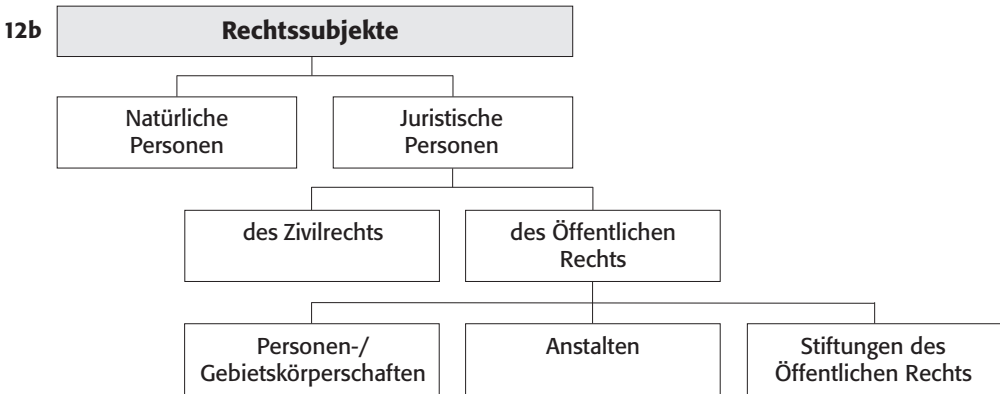 12b
Rechtssubjekte
Natürliche
Personen
Juristische
Personen
des Zivilrechts
des Öffentlichen
Rechts
Personen-/
Gebietskörperschaften
Anstalten
Stiftungen des
Öffentlichen Rechts